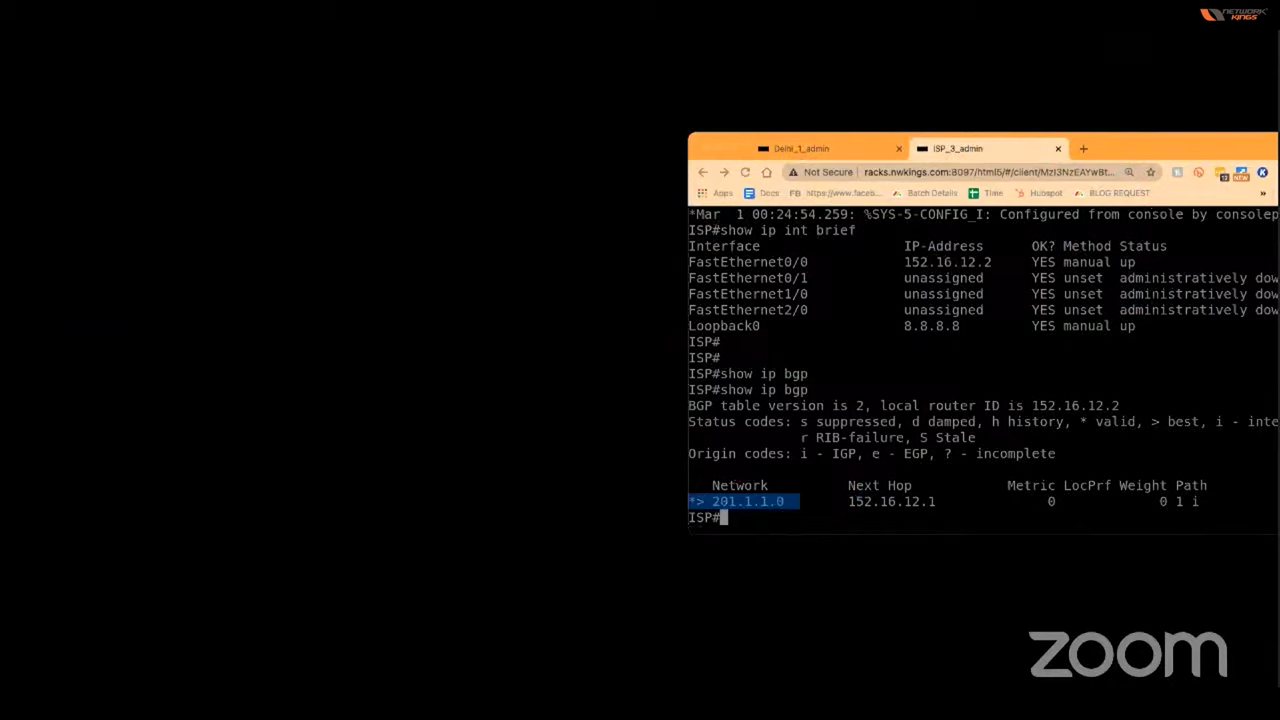 NETWORK
KINGS
Delhi_1_admin
ISP_3_admin
Not Secure
racks.nwkings.com:8097/html5/#/client/MzI3NzEAYwBt...
NEW
Apps
Docs
FB https://www.faceb...
Batch Details
Time
Hubspot
BLOG REQUEST
»
*Mar  1 00:24:54.259: %SYS-5-CONFIG_I: Configured from console by consolep
ISP#show ip int brief
Interface IP-Address OK? Method Status
FastEthernet0/0 152.16.12.2 YES manual up
FastEthernet0/1 unassigned YES unset administratively dow
FastEthernet1/0 unassigned YES unset administratively dow
FastEthernet2/0 unassigned YES unset administratively dow
Loopback0 8.8.8.8 YES manual up
ISP#
ISP#
ISP#show ip bgp
ISP#show ip bgp
BGP table version is 2, local router ID is 152.16.12.2
Status codes: s suppressed, d damped, h history, * valid, > best, i - inte
r RIB-failure, S Stale
Origin codes: i - IGP, e - EGP, ? - incomplete
Network Next Hop Metric LocPrf Weight Path
*> 201.1.1.0 152.16.12.1 0 0 1 i
ISP#
zoom